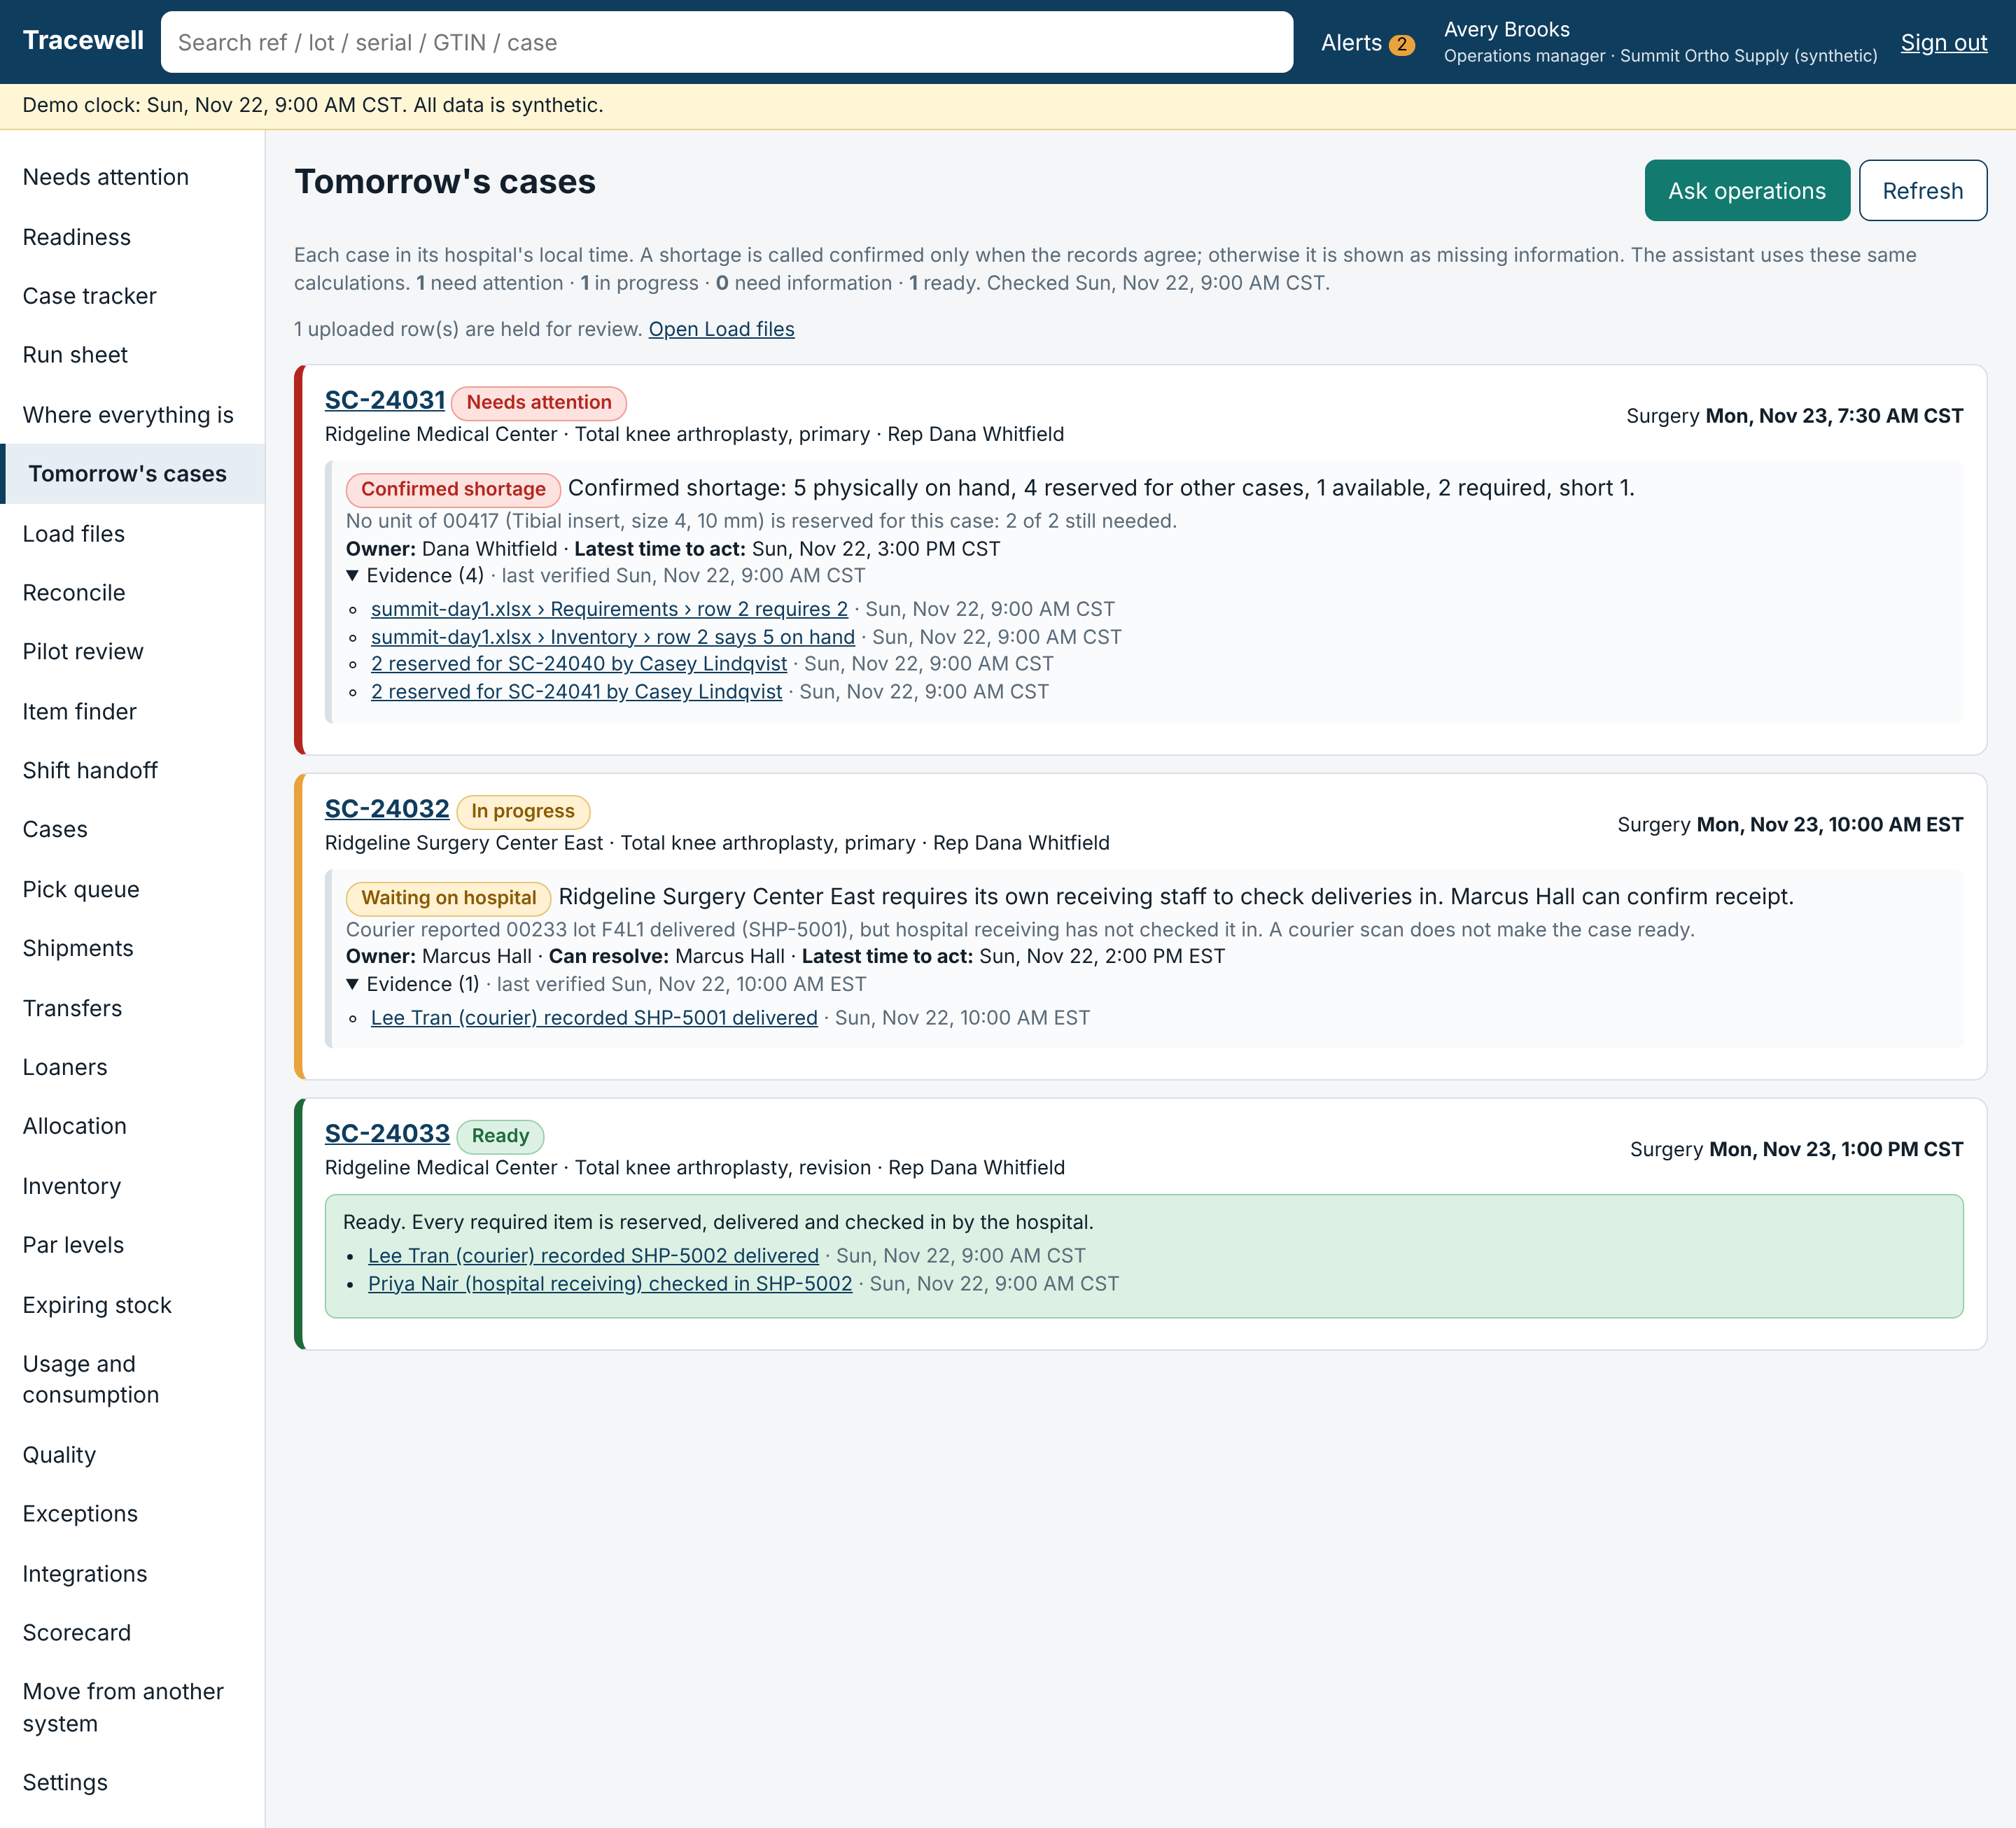 Tracewell
Search ref / lot / serial / GTIN / case
Alerts 2
Avery Brooks
Operations manager · Summit Ortho Supply (synthetic)
Sign out
Demo clock: Sun, Nov 22, 9:00 AM CST. All data is synthetic.
Needs attention
Readiness
Case tracker
Run sheet
Where everything is
Tomorrow's cases
Load files
Reconcile
Pilot review
Item finder
Shift handoff
Cases
Pick queue
Shipments
Transfers
Loaners
Allocation
Inventory
Par levels
Expiring stock
Usage and
consumption
Quality
Exceptions
Integrations
Scorecard
Move from another
system
Settings
Tomorrow's cases
Ask operations
Refresh
Each case in its hospital's local time. A shortage is called confirmed only when the records agree; otherwise it is shown as missing information. The assistant uses these same
calculations. 1 need attention · 1 in progress · 0 need information · 1 ready. Checked Sun, Nov 22, 9:00 AM CST.
1 uploaded row(s) are held for review. Open Load files
SC-24031 Needs attention
Ridgeline Medical Center · Total knee arthroplasty, primary · Rep Dana Whitfield
Surgery Mon, Nov 23, 7:30 AM CST
Confirmed shortage Confirmed shortage: 5 physically on hand, 4 reserved for other cases, 1 available, 2 required, short 1.
No unit of 00417 (Tibial insert, size 4, 10 mm) is reserved for this case: 2 of 2 still needed.
Owner: Dana Whitfield · Latest time to act: Sun, Nov 22, 3:00 PM CST
▼ Evidence (4) · last verified Sun, Nov 22, 9:00 AM CST
summit-day1.xlsx › Requirements › row 2 requires 2 · Sun, Nov 22, 9:00 AM CST
summit-day1.xlsx › Inventory › row 2 says 5 on hand · Sun, Nov 22, 9:00 AM CST
2 reserved for SC-24040 by Casey Lindqvist · Sun, Nov 22, 9:00 AM CST
2 reserved for SC-24041 by Casey Lindqvist · Sun, Nov 22, 9:00 AM CST
SC-24032 In progress
Ridgeline Surgery Center East · Total knee arthroplasty, primary · Rep Dana Whitfield
Surgery Mon, Nov 23, 10:00 AM EST
Waiting on hospital Ridgeline Surgery Center East requires its own receiving staff to check deliveries in. Marcus Hall can confirm receipt.
Courier reported 00233 lot F4L1 delivered (SHP-5001), but hospital receiving has not checked it in. A courier scan does not make the case ready.
Owner: Marcus Hall · Can resolve: Marcus Hall · Latest time to act: Sun, Nov 22, 2:00 PM EST
▼ Evidence (1) · last verified Sun, Nov 22, 10:00 AM EST
Lee Tran (courier) recorded SHP-5001 delivered · Sun, Nov 22, 10:00 AM EST
SC-24033 Ready
Ridgeline Medical Center · Total knee arthroplasty, revision · Rep Dana Whitfield
Surgery Mon, Nov 23, 1:00 PM CST
Ready. Every required item is reserved, delivered and checked in by the hospital.
Lee Tran (courier) recorded SHP-5002 delivered · Sun, Nov 22, 9:00 AM CST
Priya Nair (hospital receiving) checked in SHP-5002 · Sun, Nov 22, 9:00 AM CST